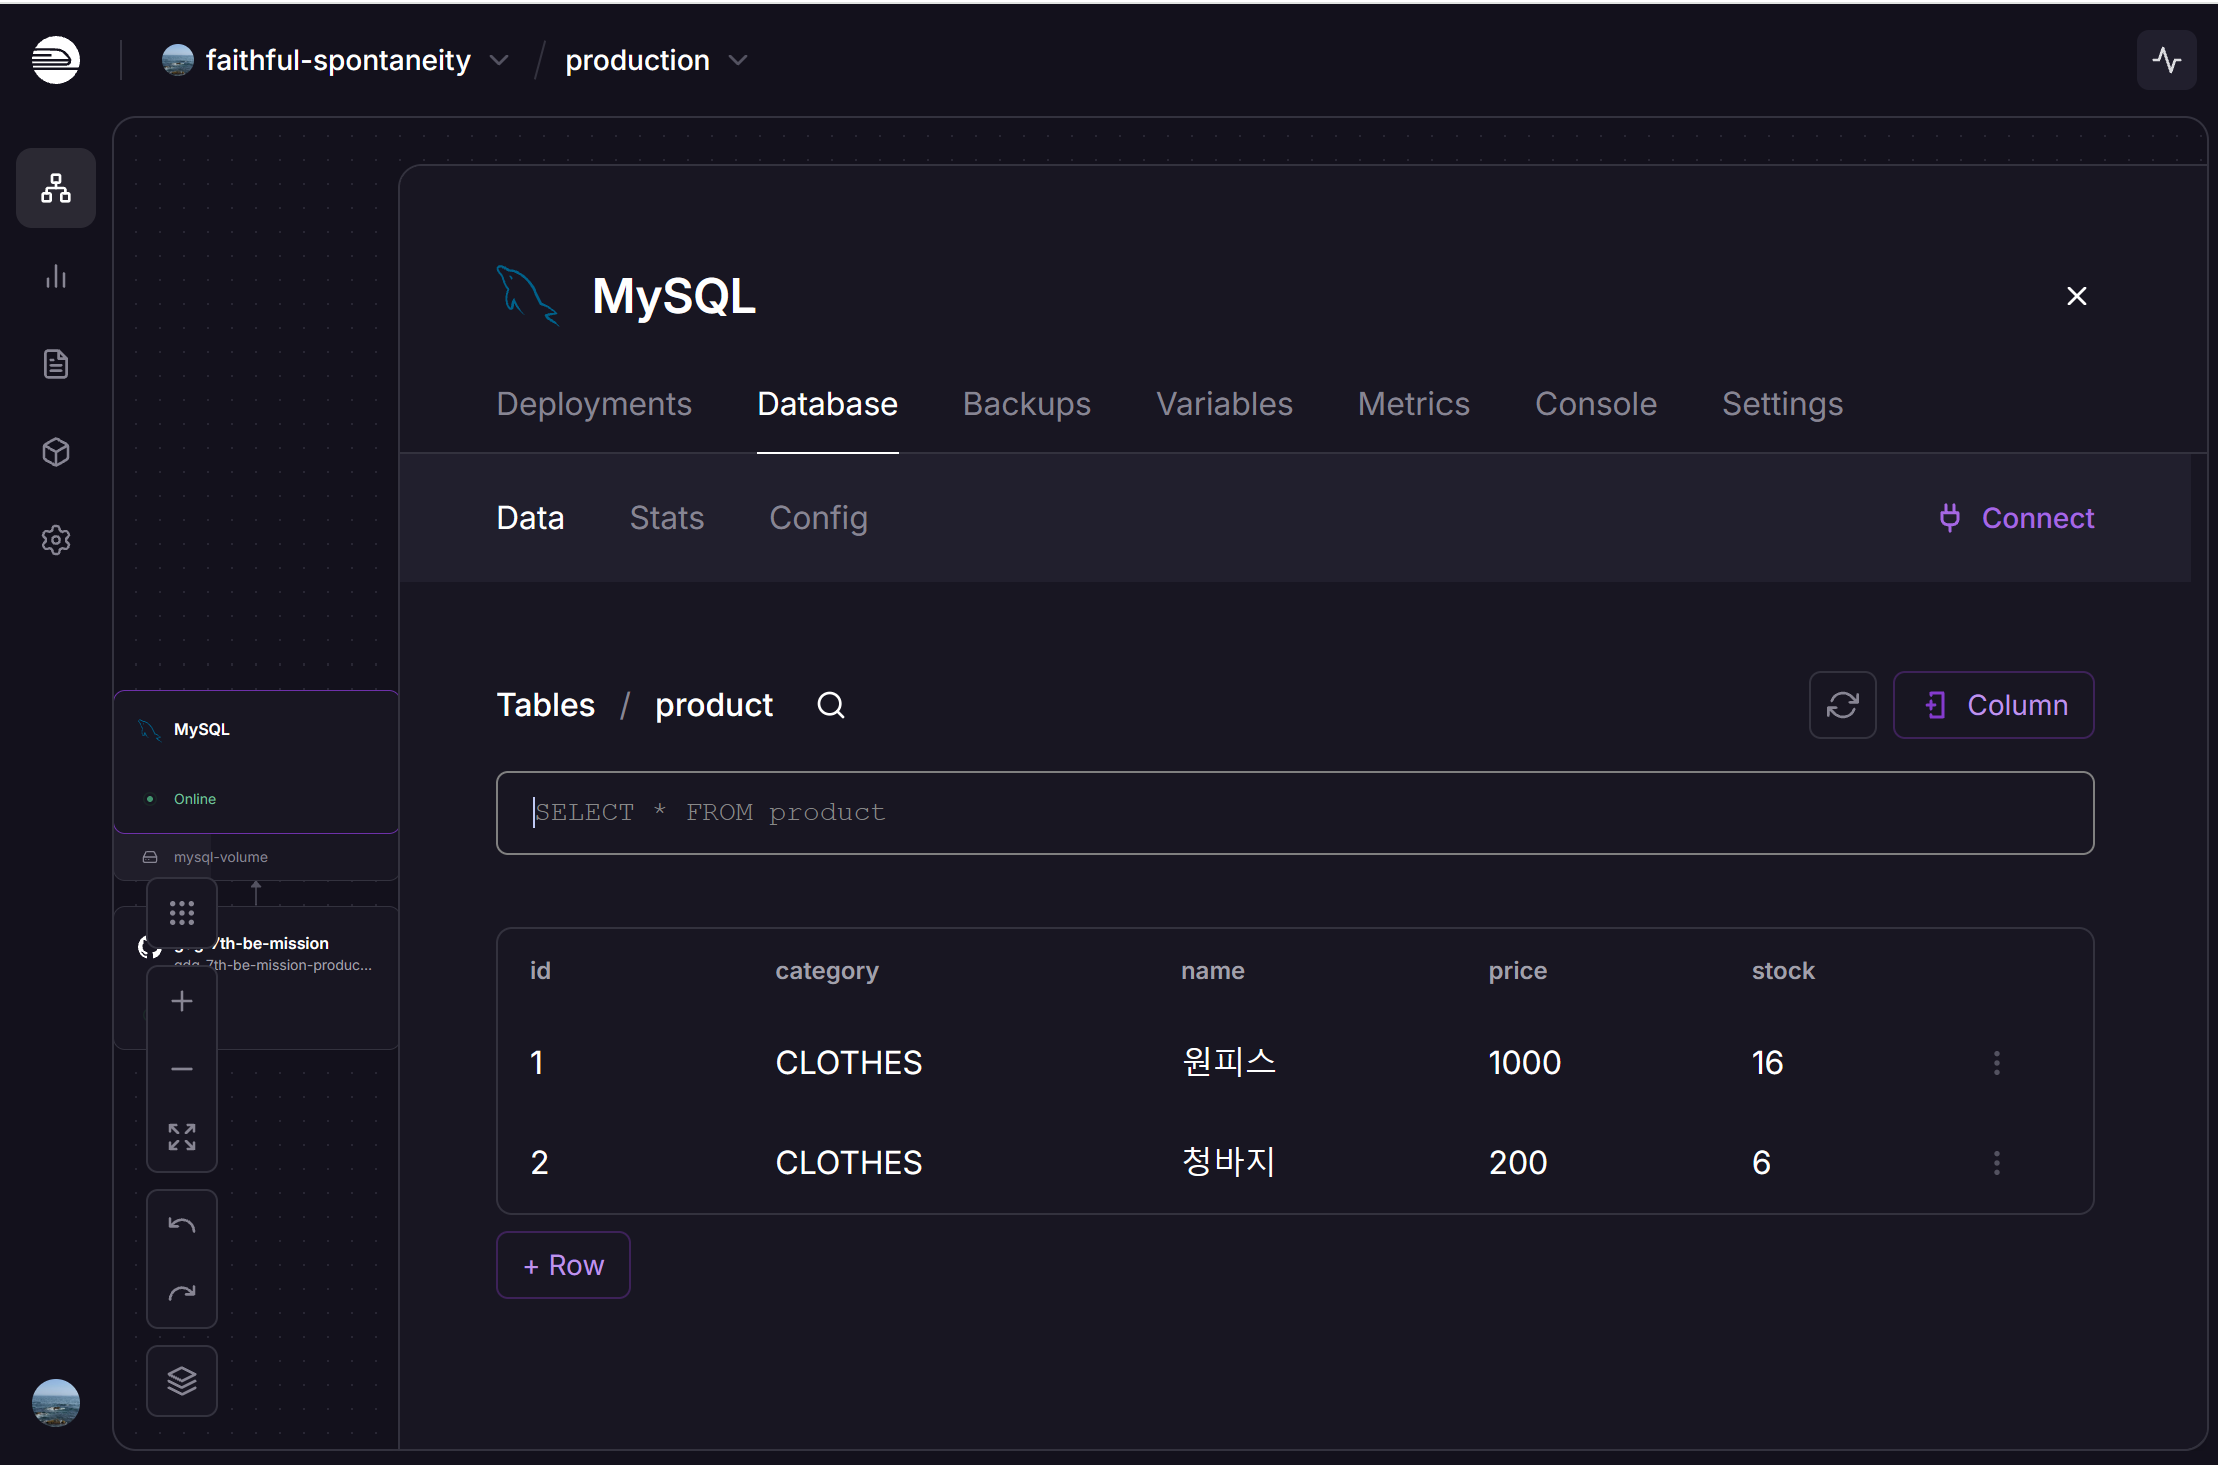 faithful-spontaneity / production
MySQL
Deployments Database Backups Variables Metrics Console Settings
Data Stats Config Connect
Tables / product
Column
SELECT * FROM product
id category name price stock
1 CLOTHES 원피스 1000 16
2 CLOTHES 청바지 200 6
+ Row
MySQL
Online
mysql-volume
7th-be-mission
7th-be-mission-produc...